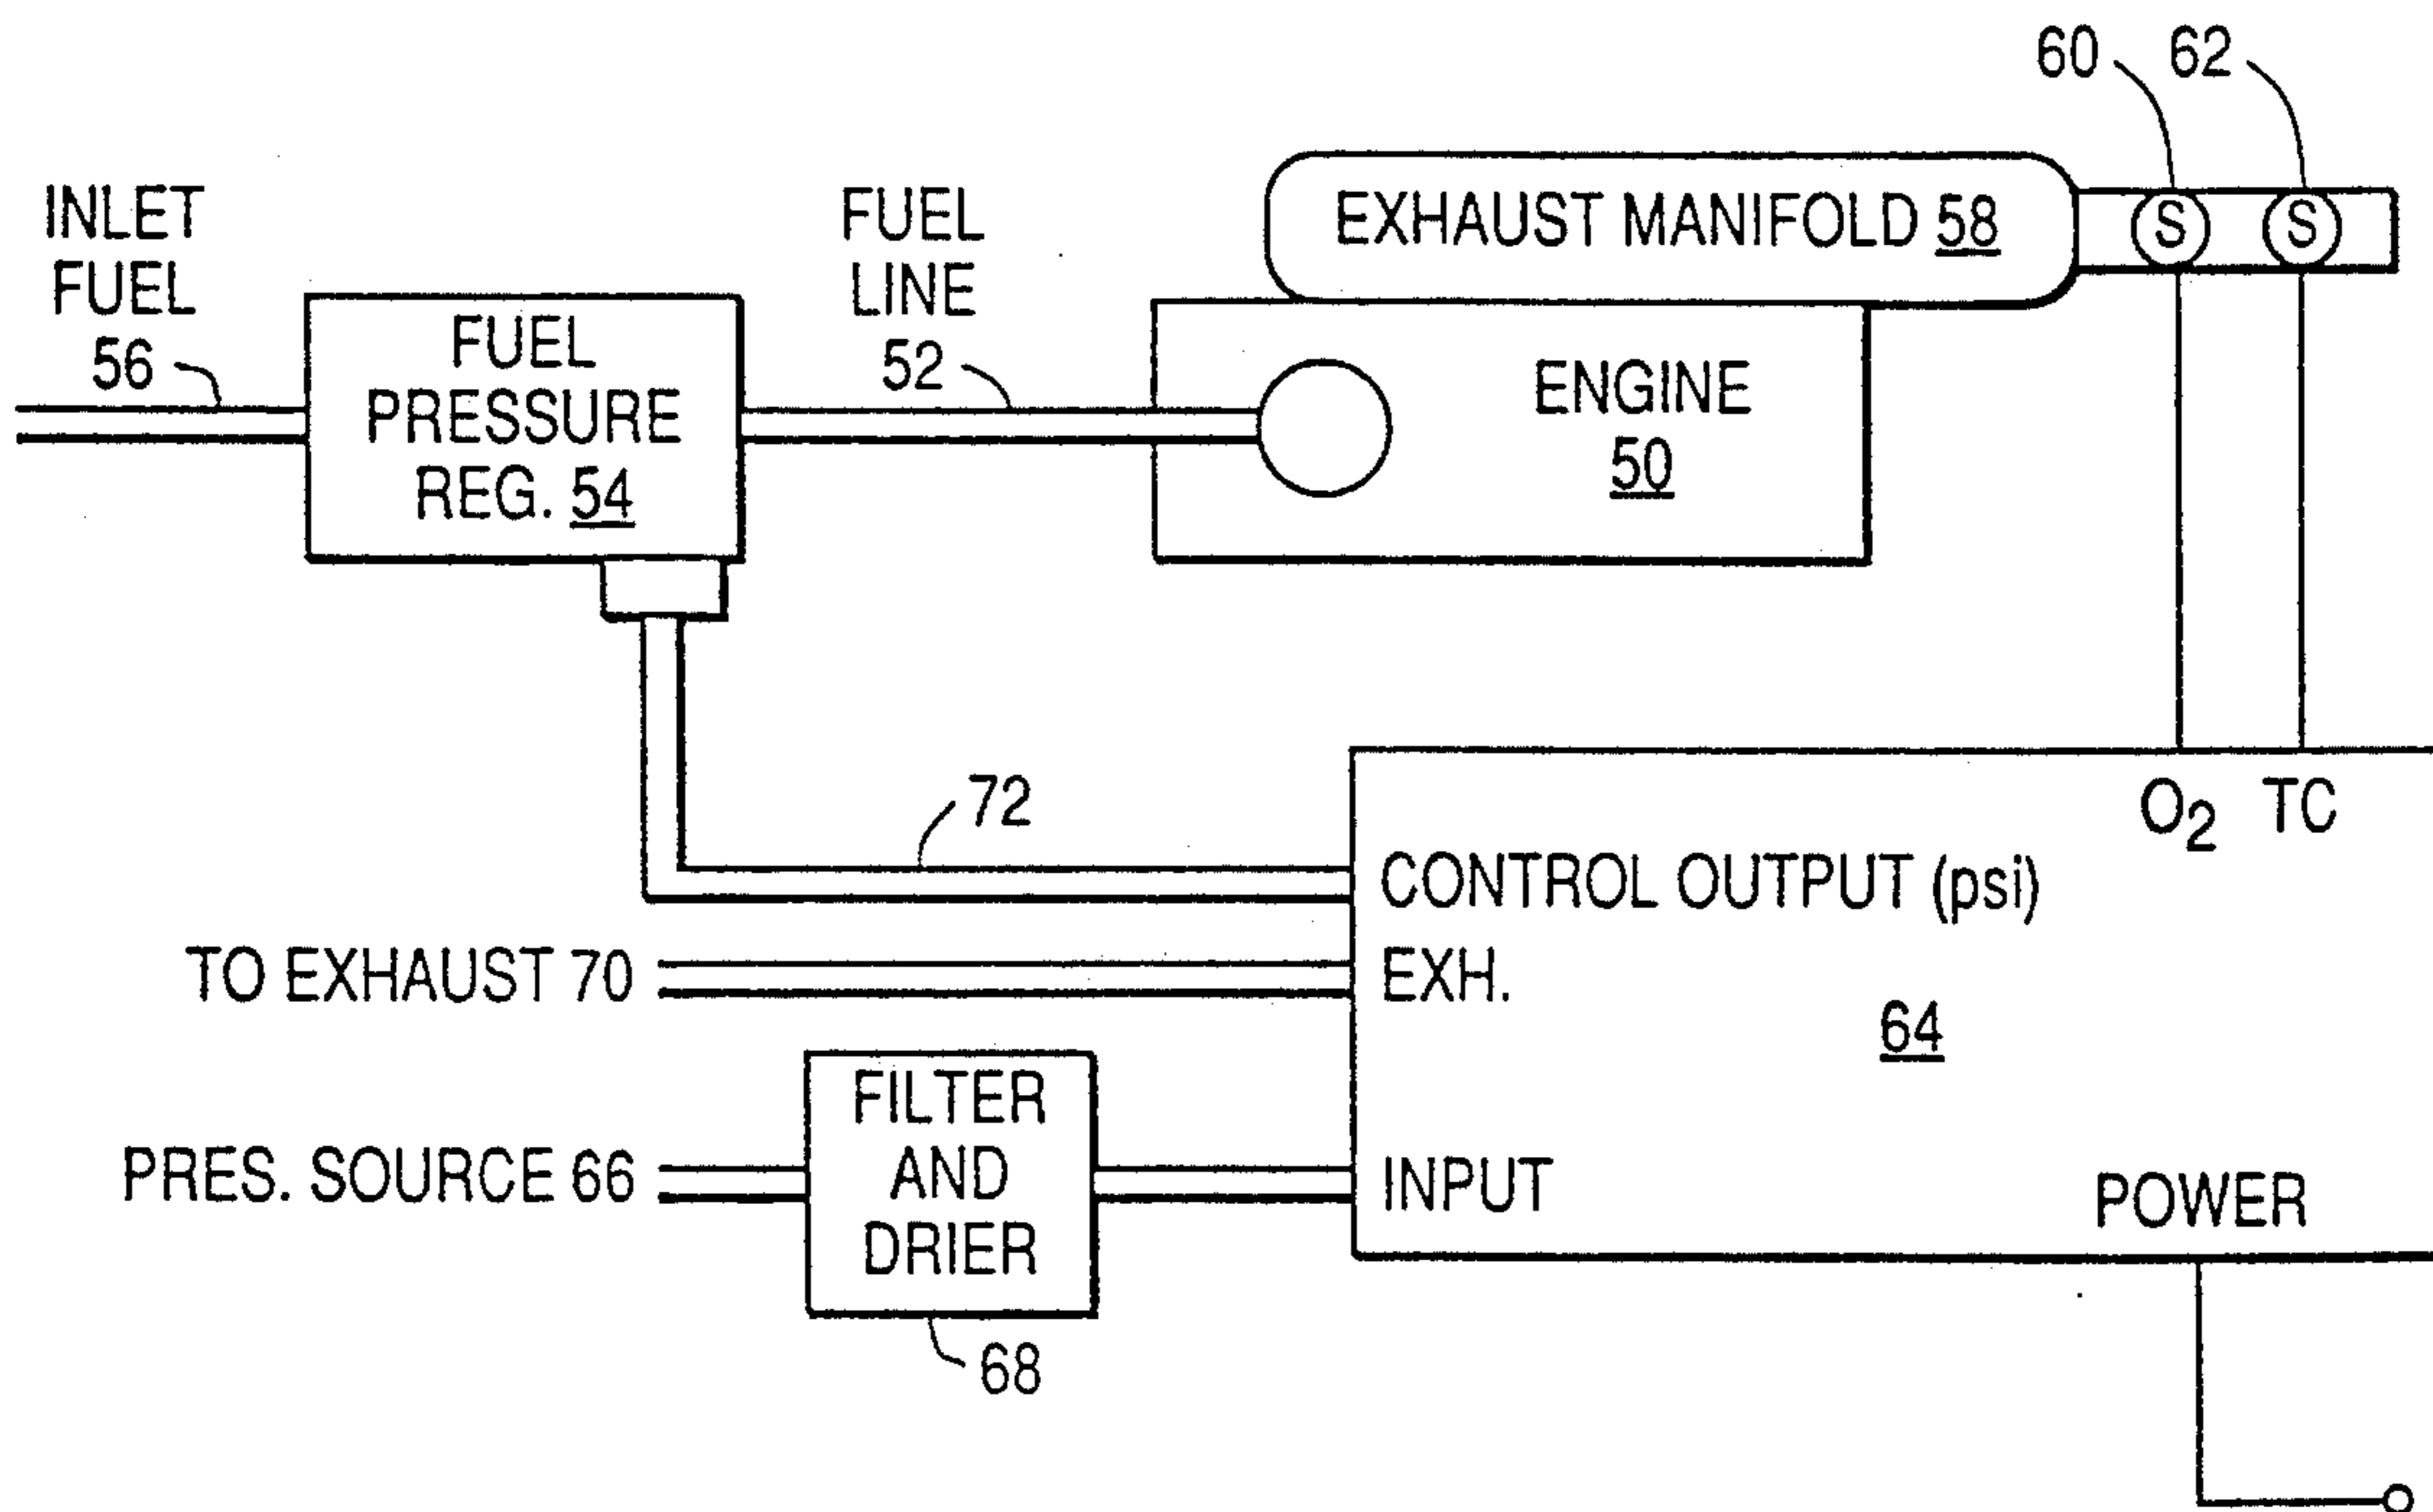 60 62
INLET
FUEL
56
FUEL
LINE
52
EXHAUST MANIFOLD 58
S S
FUEL
PRESSURE
REG. 54
ENGINE
50
72
O2 TC
CONTROL OUTPUT (psi)
TO EXHAUST 70
EXH.
64
FILTER
AND
DRIER
PRES. SOURCE 66
INPUT
POWER
68